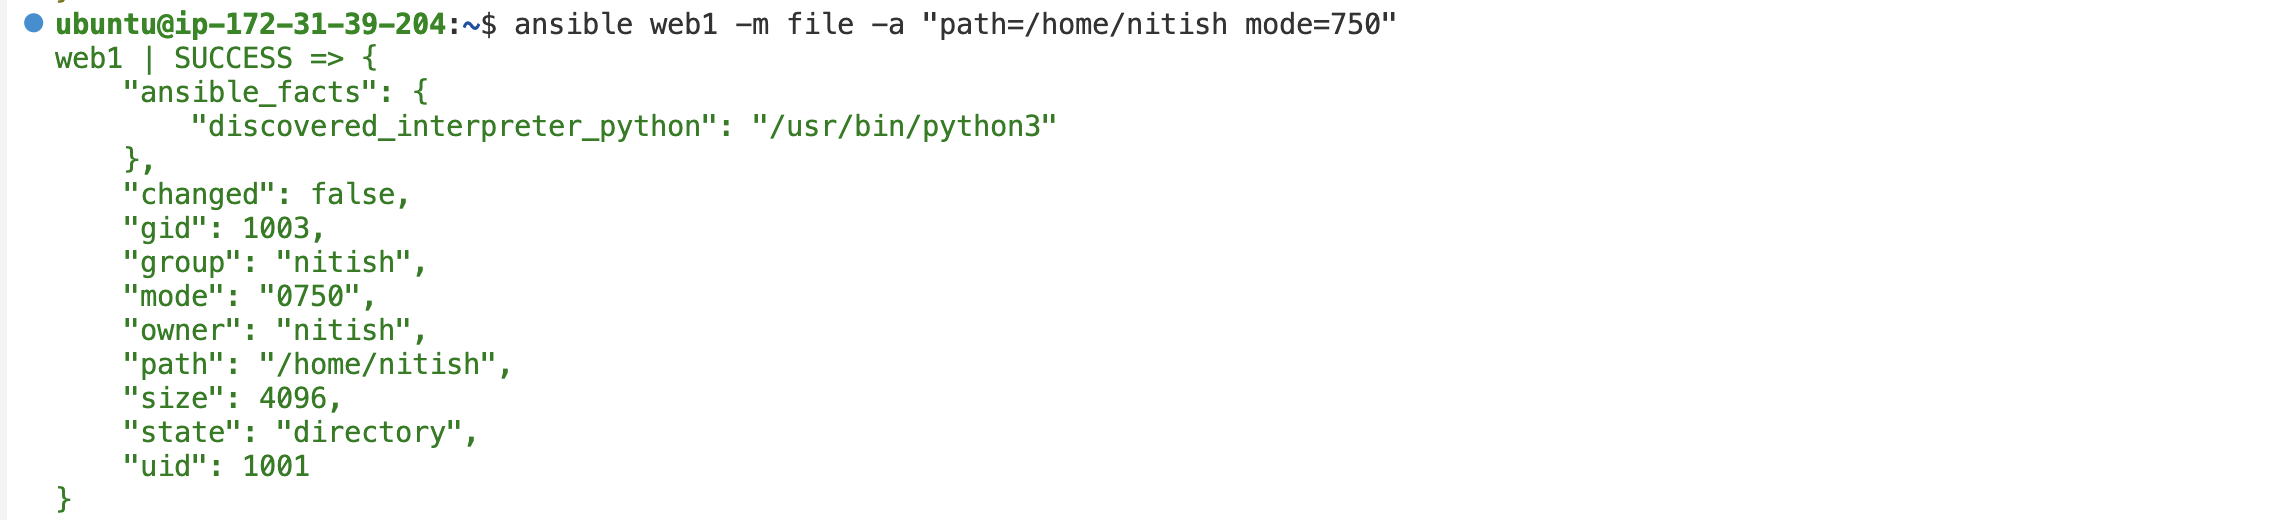 ubuntu@ip-172-31-39-204:~$ ansible web1 -m file -a "path=/home/nitish mode=750"
web1 | SUCCESS => {
    "ansible_facts": {
        "discovered_interpreter_python": "/usr/bin/python3"
    },
    "changed": false,
    "gid": 1003,
    "group": "nitish",
    "mode": "0750",
    "owner": "nitish",
    "path": "/home/nitish",
    "size": 4096,
    "state": "directory",
    "uid": 1001
}